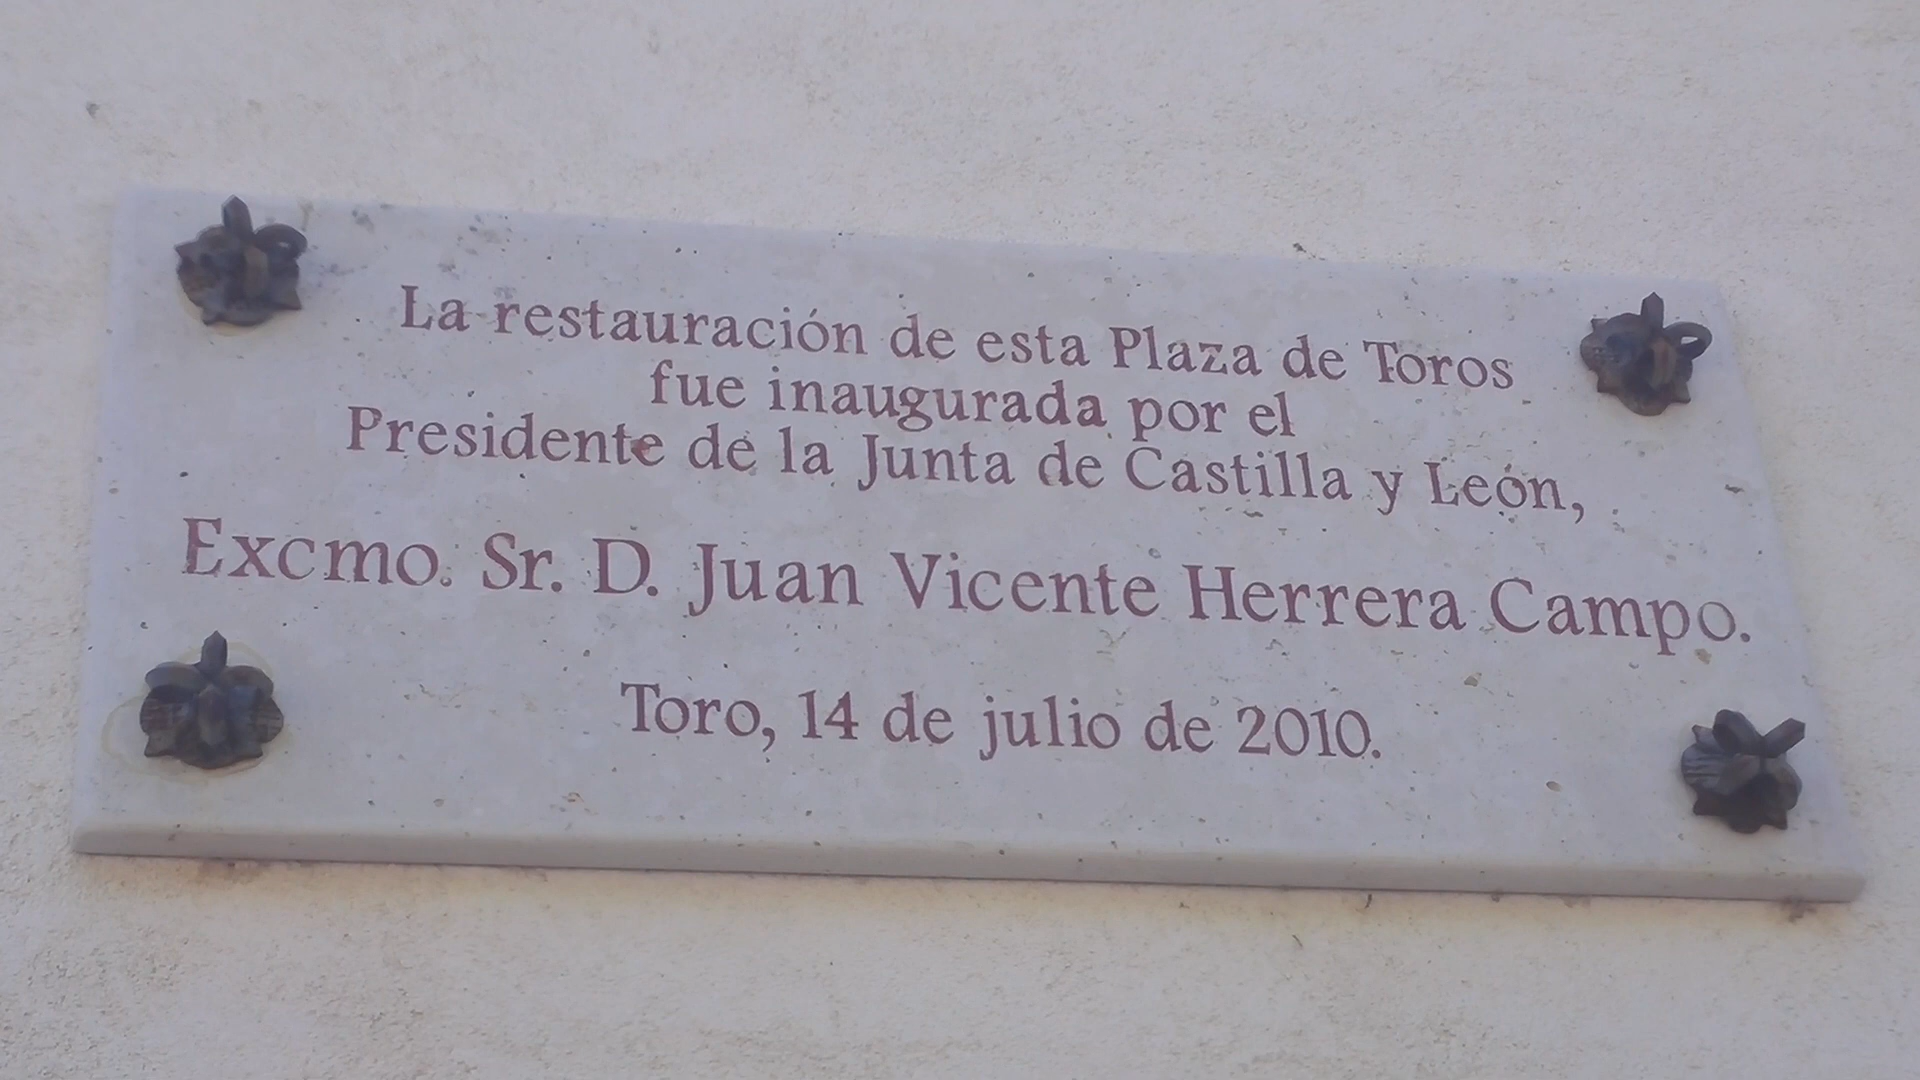 La restauración de esta Plaza de Toros
fue inaugurada por el
Presidente de la Junta de Castilla y León,
Excmo. Sr. D. Juan Vicente Herrera Campo.
Toro, 14 de julio de 2010.